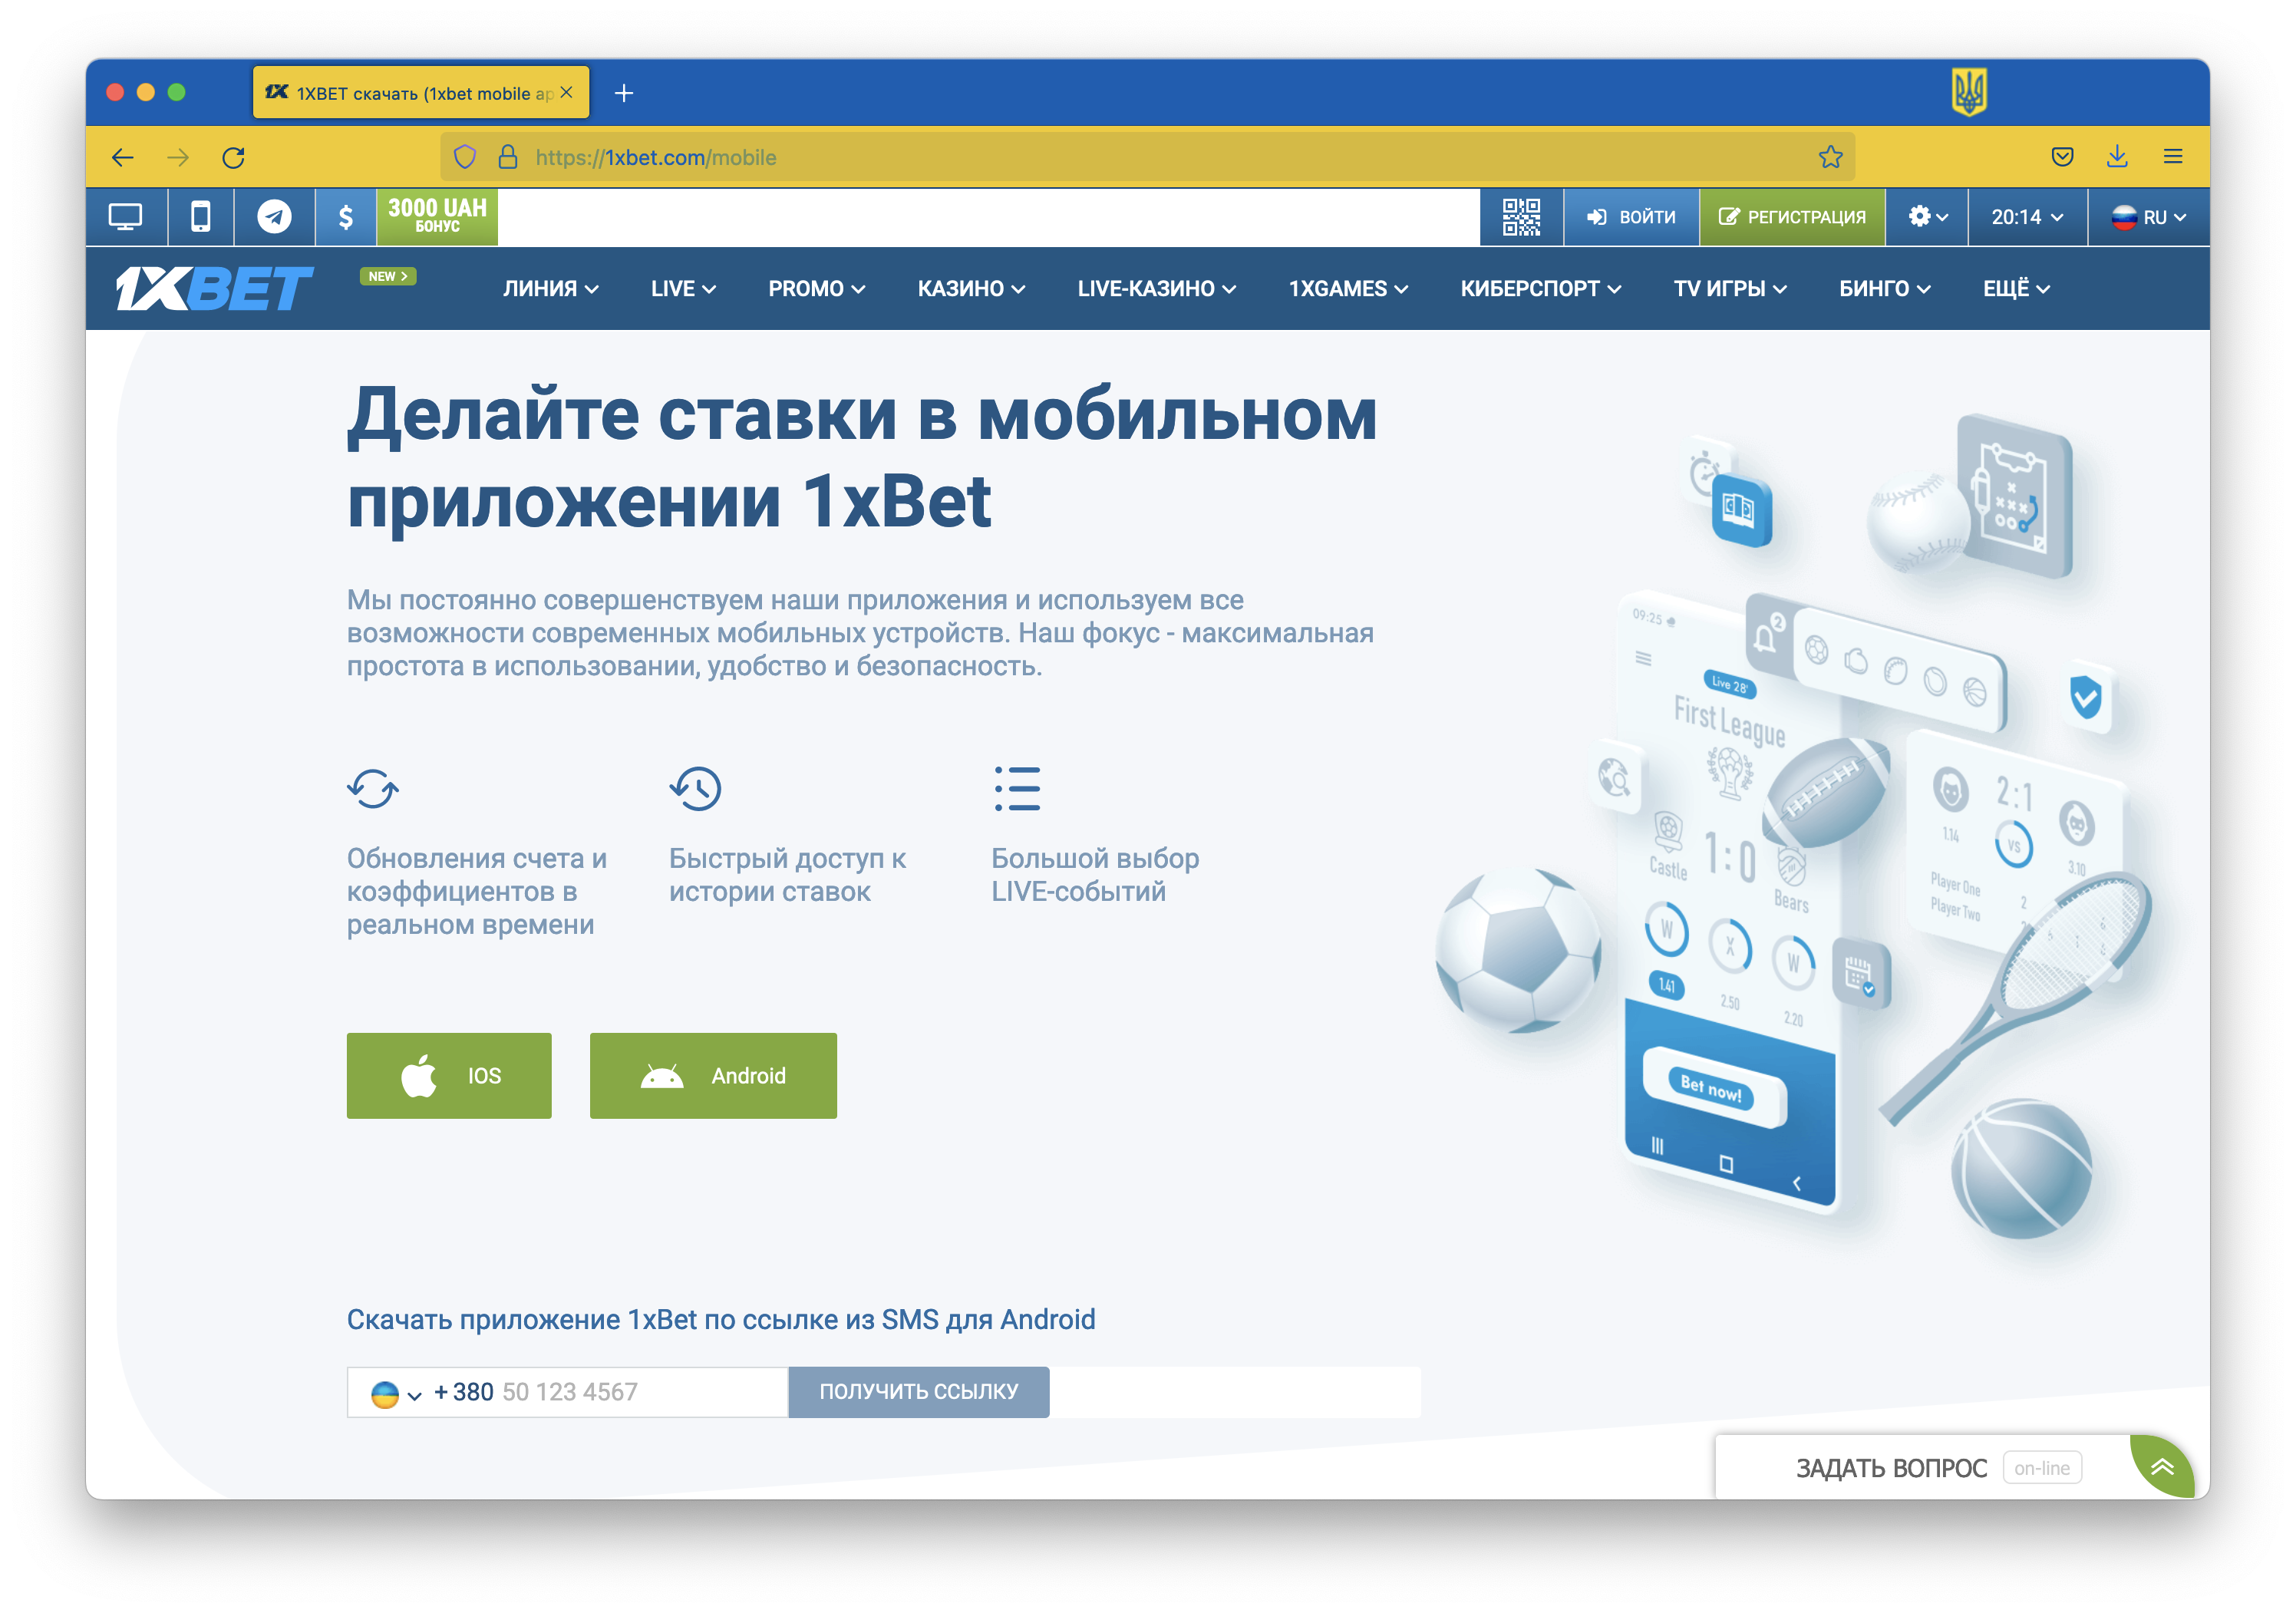 1XBET скачать (1xbet mobile ap
https://1xbet.com/mobile
3000 UAH
БОНУС
ВОЙТИ
РЕГИСТРАЦИЯ
20:14
RU
1XBET
NEW
ЛИНИЯ
LIVE
PROMO
КАЗИНО
LIVE-КАЗИНО
1XGAMES
КИБЕРСПОРТ
TV ИГРЫ
БИНГО
ЕЩЁ
Делайте ставки в мобильном
приложении 1xBet
Мы постоянно совершенствуем наши приложения и используем все
возможности современных мобильных устройств. Наш фокус - максимальная
простота в использовании, удобство и безопасность.
Обновления счета и
коэффициентов в
реальном времени
Быстрый доступ к
истории ставок
Большой выбор
LIVE-событий
IOS
Android
09:25
2
Live 28'
First League
Castle
1:0
Bears
W
X
W
1.41
2.50
2.20
Bet now!
2:1
1.14
VS
3.10
Player One
2
Player Two
Скачать приложение 1xBet по ссылке из SMS для Android
+ 380 50 123 4567
ПОЛУЧИТЬ ССЫЛКУ
ЗАДАТЬ ВОПРОС
on-line